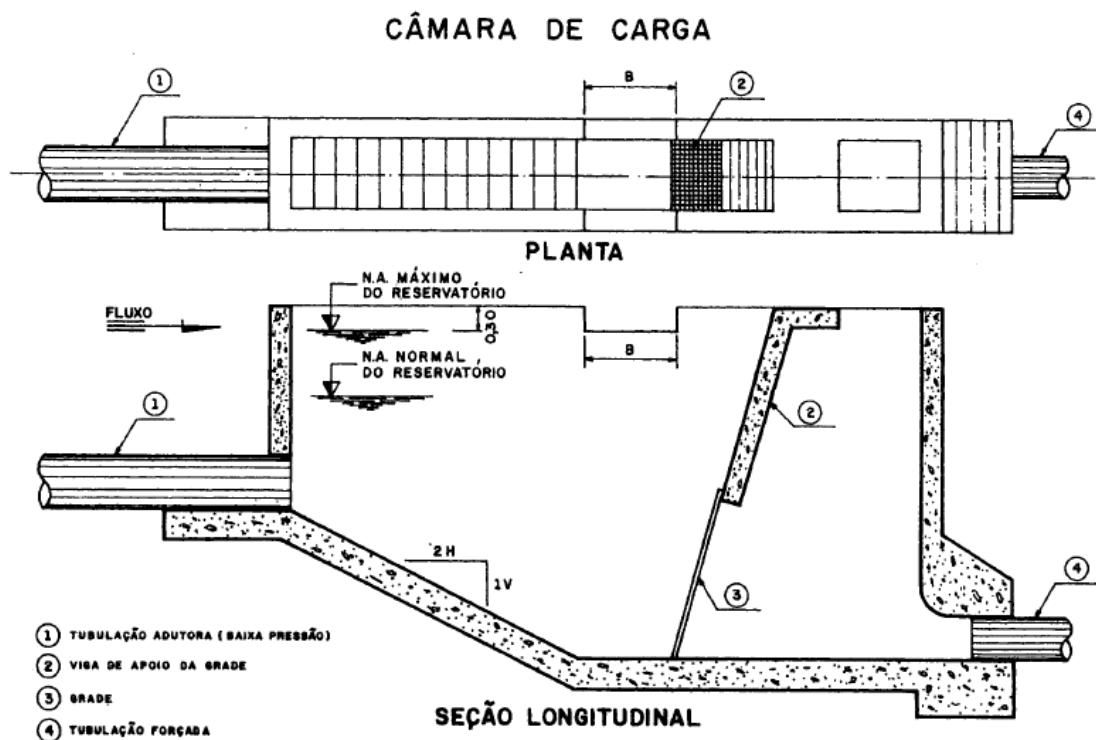 CÂMARA DE CARGA
1
B
2
4
PLANTA
N.A. MÁXIMO
DO RESERVATÓRIO
FLUXO
0,30
B
N.A. NORMAL
DO RESERVATÓRIO
1
2
2 H
1 V
3
4
1 TUBULAÇÃO ADUTORA (BAIXA PRESSÃO)
2 VIGA DE APOIO DA GRADE
3 GRADE
4 TUBULAÇÃO FORÇADA
SEÇÃO LONGITUDINAL